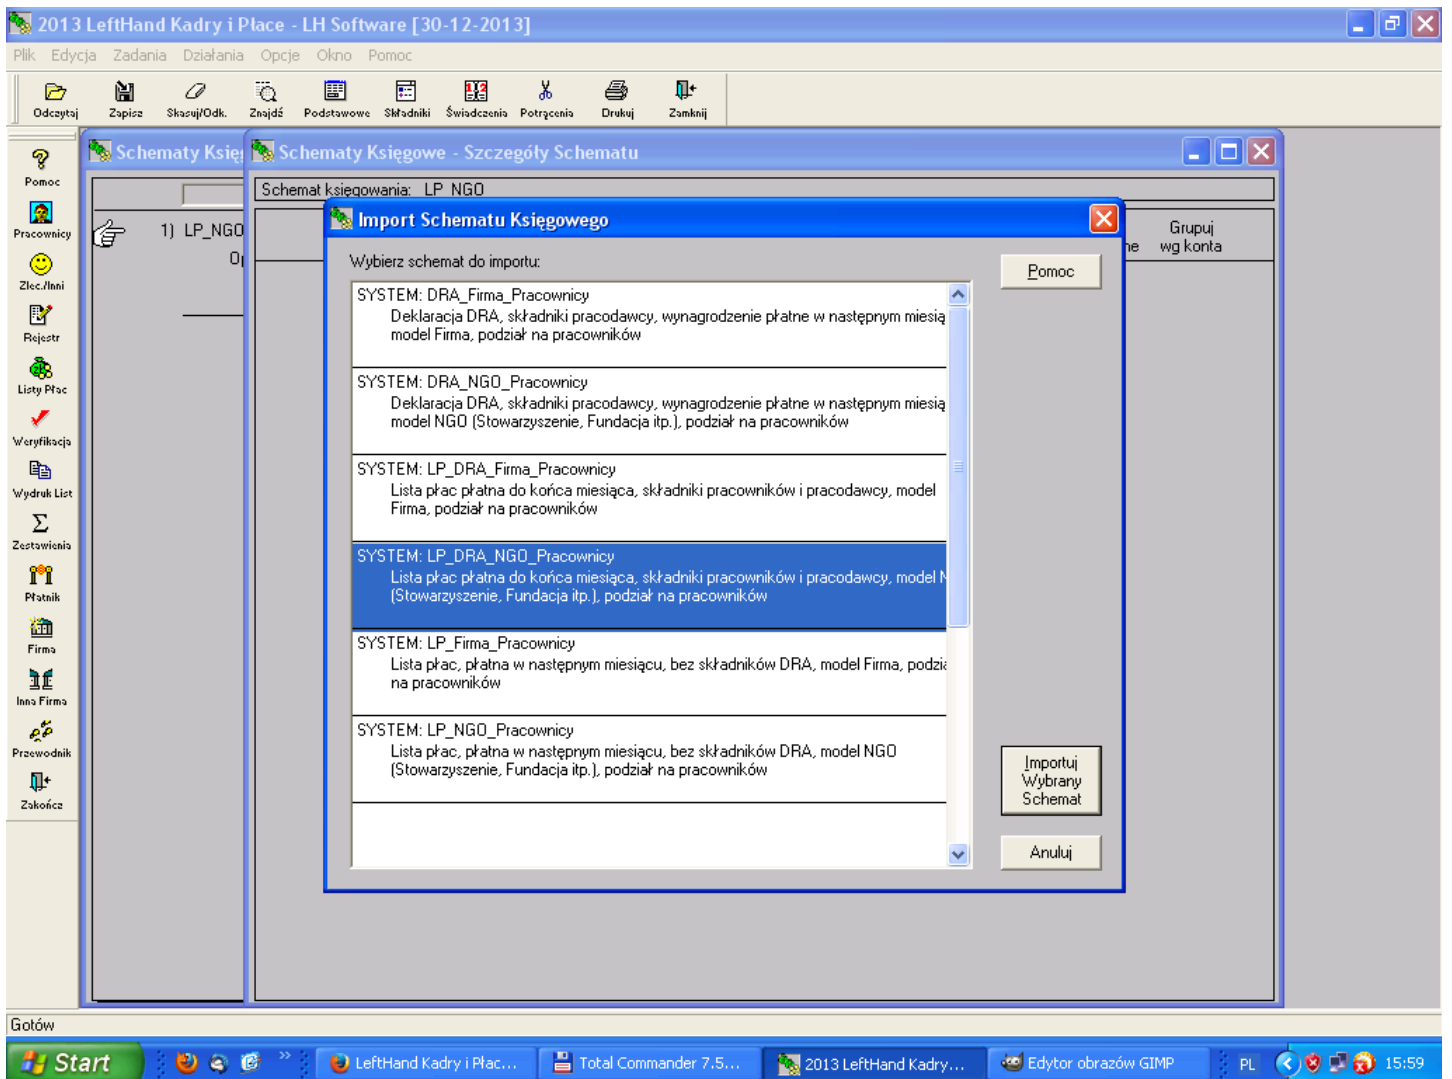 2013 LeftHand Kadry i Płace - LH Software [30-12-2013]
Plik Edycja Zadania Działania Opcje Okno Pomoc
Odczytaj Zapisz Skasuj/Odk. Znajdź Podstawowe Składniki Świadczenia Potrącenia Drukuj Zamknij
Pomoc
Pracownicy
Zlec./Inni
Rejestr
Listy Płac
Weryfikacja
Wydruk List
Zestawienia
Płatnik
Firma
Inna Firma
Przewodnik
Zakończ
Schematy Księg
1) LP_NGO
Op
Schematy Księgowe - Szczegóły Schematu
Schemat księgowania: LP_NGO
Grupuj
ne wg konta
Import Schematu Księgowego
Wybierz schemat do importu:
Pomoc
SYSTEM: DRA_Firma_Pracownicy
Deklaracja DRA, składniki pracodawcy, wynagrodzenie płatne w następnym miesią
model Firma, podział na pracowników
SYSTEM: DRA_NGO_Pracownicy
Deklaracja DRA, składniki pracodawcy, wynagrodzenie płatne w następnym miesią
model NGO (Stowarzyszenie, Fundacja itp.), podział na pracowników
SYSTEM: LP_DRA_Firma_Pracownicy
Lista płac płatna do końca miesiąca, składniki pracowników i pracodawcy, model
Firma, podział na pracowników
SYSTEM: LP_DRA_NGO_Pracownicy
Lista płac płatna do końca miesiąca, składniki pracowników i pracodawcy, model N
(Stowarzyszenie, Fundacja itp.), podział na pracowników
SYSTEM: LP_Firma_Pracownicy
Lista płac, płatna w następnym miesiącu, bez składników DRA, model Firma, podzia
na pracowników
SYSTEM: LP_NGO_Pracownicy
Lista płac, płatna w następnym miesiącu, bez składników DRA, model NGO
(Stowarzyszenie, Fundacja itp.), podział na pracowników
Importuj
Wybrany
Schemat
Anuluj
Gotów
Start LeftHand Kadry i Płac... Total Commander 7.5... 2013 LeftHand Kadry... Edytor obrazów GIMP PL 15:59